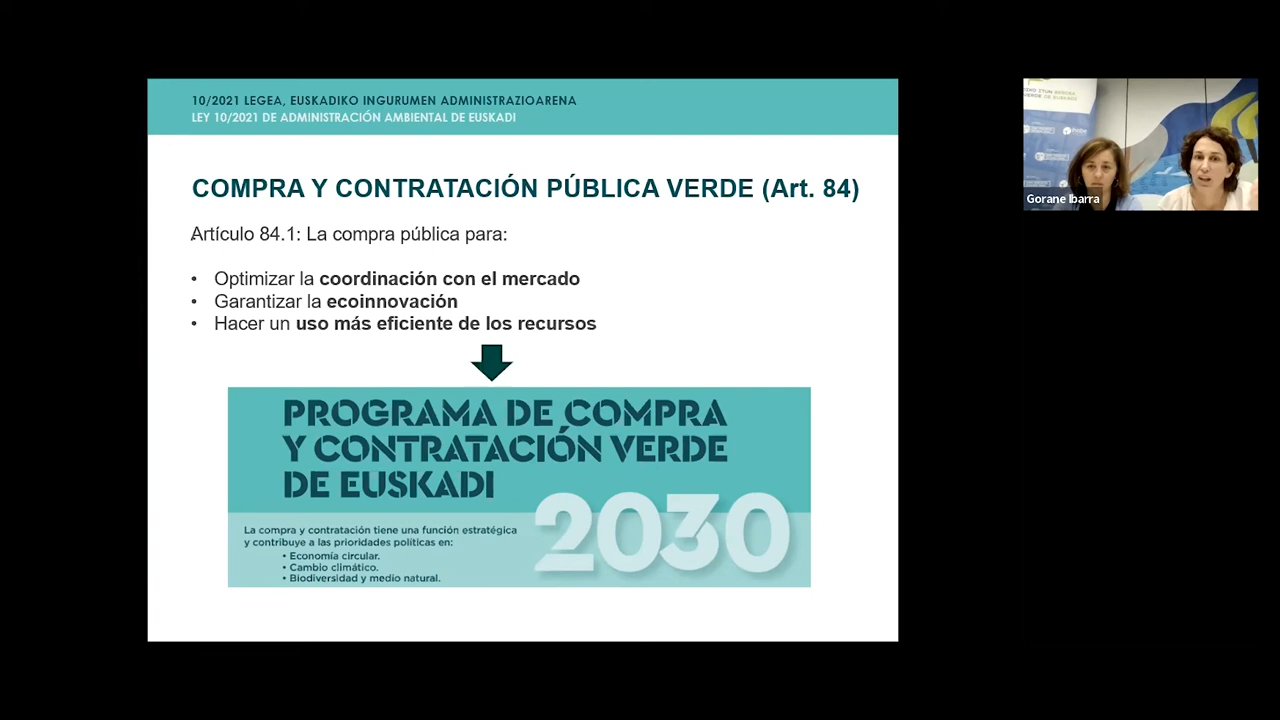 10/2021 LEGEA, EUSKADIKO INGURUMEN ADMINISTRAZIOARENA
LEY 10/2021 DE ADMINISTRACIÓN AMBIENTAL DE EUSKADI
COMPRA Y CONTRATACIÓN PÚBLICA VERDE (Art. 84)
Artículo 84.1: La compra pública para:
• Optimizar la coordinación con el mercado
• Garantizar la ecoinnovación
• Hacer un uso más eficiente de los recursos
PROGRAMA DE COMPRA
Y CONTRATACIÓN VERDE
DE EUSKADI
2030
La compra y contratación tiene una función estratégica
y contribuye a las prioridades políticas en:
• Economía circular.
• Cambio climático.
• Biodiversidad y medio natural.
VERDE DE EUSKADI
Gorane Ibarra